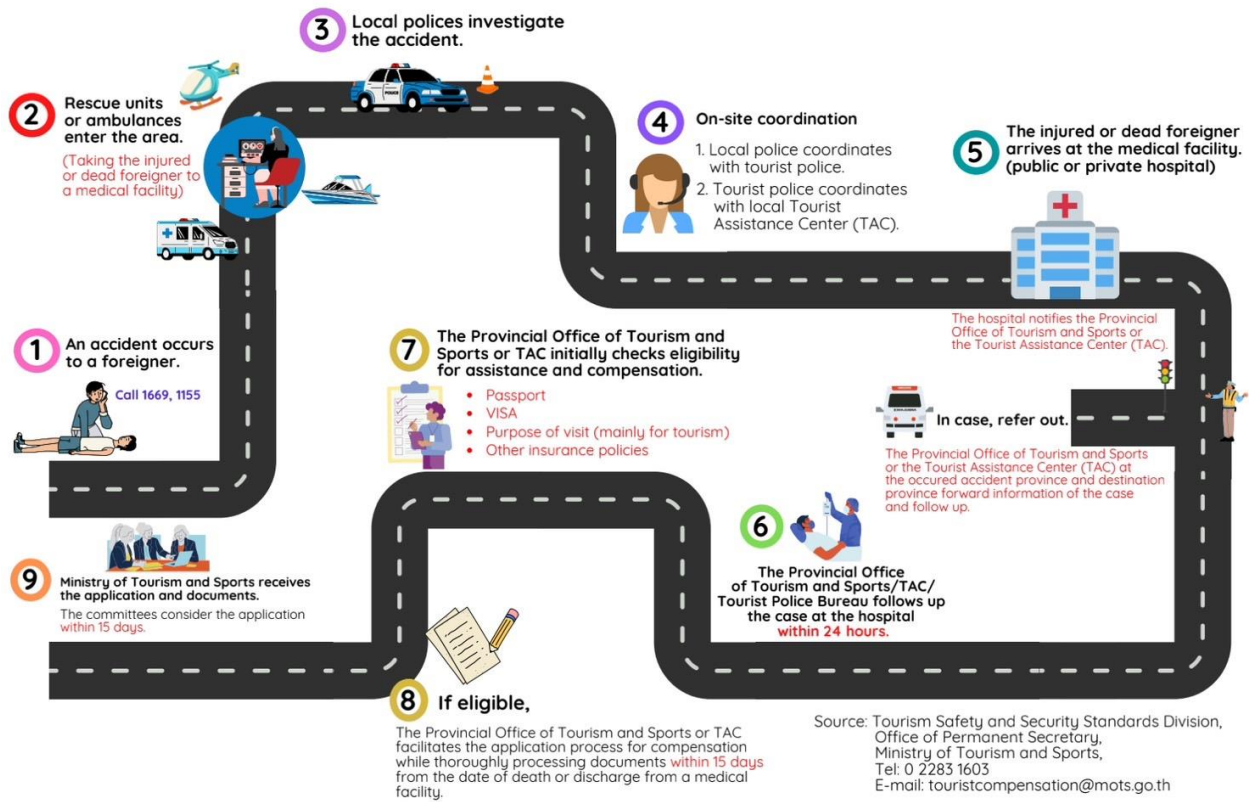 1
An accident occurs
to a foreigner.
Call 1669, 1155
2
Rescue units
or ambulances
enter the area.
(Taking the injured
or dead foreigner to
a medical facility)
3
Local polices investigate
the accident.
POLICE
4
On-site coordination
1. Local police coordinates
with tourist police.
2. Tourist police coordinates
with local Tourist
Assistance Center (TAC).
5
The injured or dead foreigner
arrives at the medical facility.
(public or private hospital)
The hospital notifies the Provincial
Office of Tourism and Sports or
the Tourist Assistance Center (TAC).
In case, refer out.
The Provincial Office of Tourism and Sports
or the Tourist Assistance Center (TAC) at
the occured accident province and destination
province forward information of the case
and follow up.
6
The Provincial Office
of Tourism and Sports/TAC/
Tourist Police Bureau follows up
the case at the hospital
within 24 hours.
7
The Provincial Office of Tourism and
Sports or TAC initially checks eligibility
for assistance and compensation.
• Passport
• VISA
• Purpose of visit (mainly for tourism)
• Other insurance policies
8
If eligible,
The Provincial Office of Tourism and Sports or TAC
facilitates the application process for compensation
while thoroughly processing documents within 15 days
from the date of death or discharge from a medical
facility.
9
Ministry of Tourism and Sports receives
the application and documents.
The committees consider the application
within 15 days.
Source: Tourism Safety and Security Standards Division,
Office of Permanent Secretary,
Ministry of Tourism and Sports,
Tel: 0 2283 1603
E-mail: touristcompensation@mots.go.th